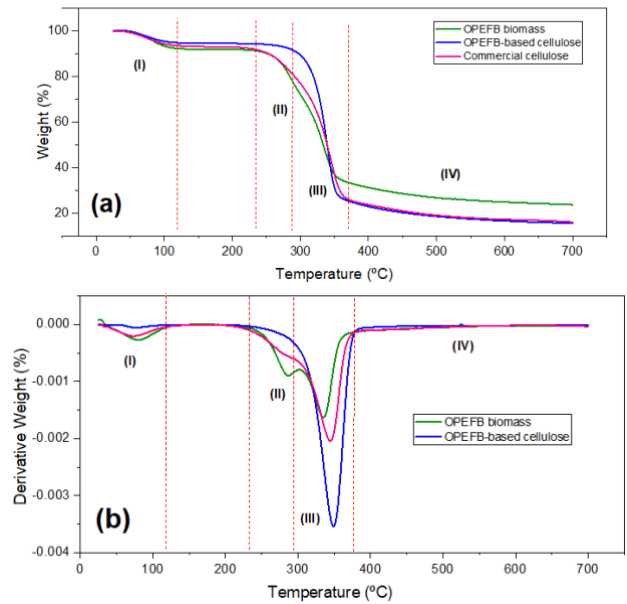 100
80
60
40
20
Weight (%)
(I)
(II)
(III)
(IV)
(a)
OPEFB biomass
OPEFB-based cellulose
Commercial cellulose
0 100 200 300 400 500 600 700
Temperature (ºC)
0.000
-0.001
-0.002
-0.003
-0.004
Derivative Weight (%)
(I)
(II)
(III)
(IV)
(b)
OPEFB biomass
OPEFB-based cellulose
0 100 200 300 400 500 600 700
Temperature (ºC)